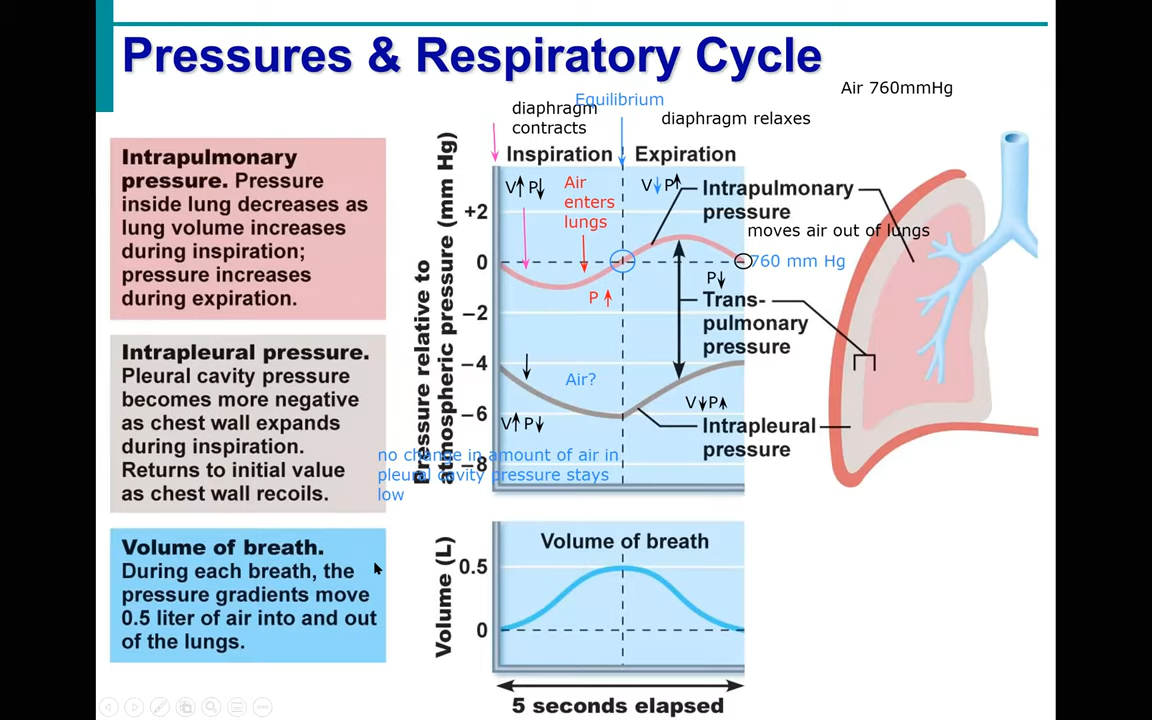 Pressures & Respiratory Cycle
Air 760mmHg
Equilibrium
diaphragm
contracts
diaphragm relaxes
Intrapulmonary
pressure. Pressure
inside lung decreases as
lung volume increases
during inspiration;
pressure increases
during expiration.
Intrapleural pressure.
Pleural cavity pressure
becomes more negative
as chest wall expands
during inspiration.
Returns to initial value
as chest wall recoils.
Volume of breath.
During each breath, the
pressure gradients move
0.5 liter of air into and out
of the lungs.
Pressure relative to
atmospheric pressure (mm Hg)
Inspiration
Expiration
V↑ P↓
Air
enters
lungs
V↓ P↑
+2
0
−2
−4
−6
−8
P ↑
Intrapulmonary
pressure
moves air out of lungs
760 mm Hg
P↓
Trans-
pulmonary
pressure
Air?
V↑ P↓
V↓P↑
Intrapleural
pressure
no change in amount of air in
pleural cavity pressure stays
low
Volume (L)
Volume of breath
0.5
0
5 seconds elapsed